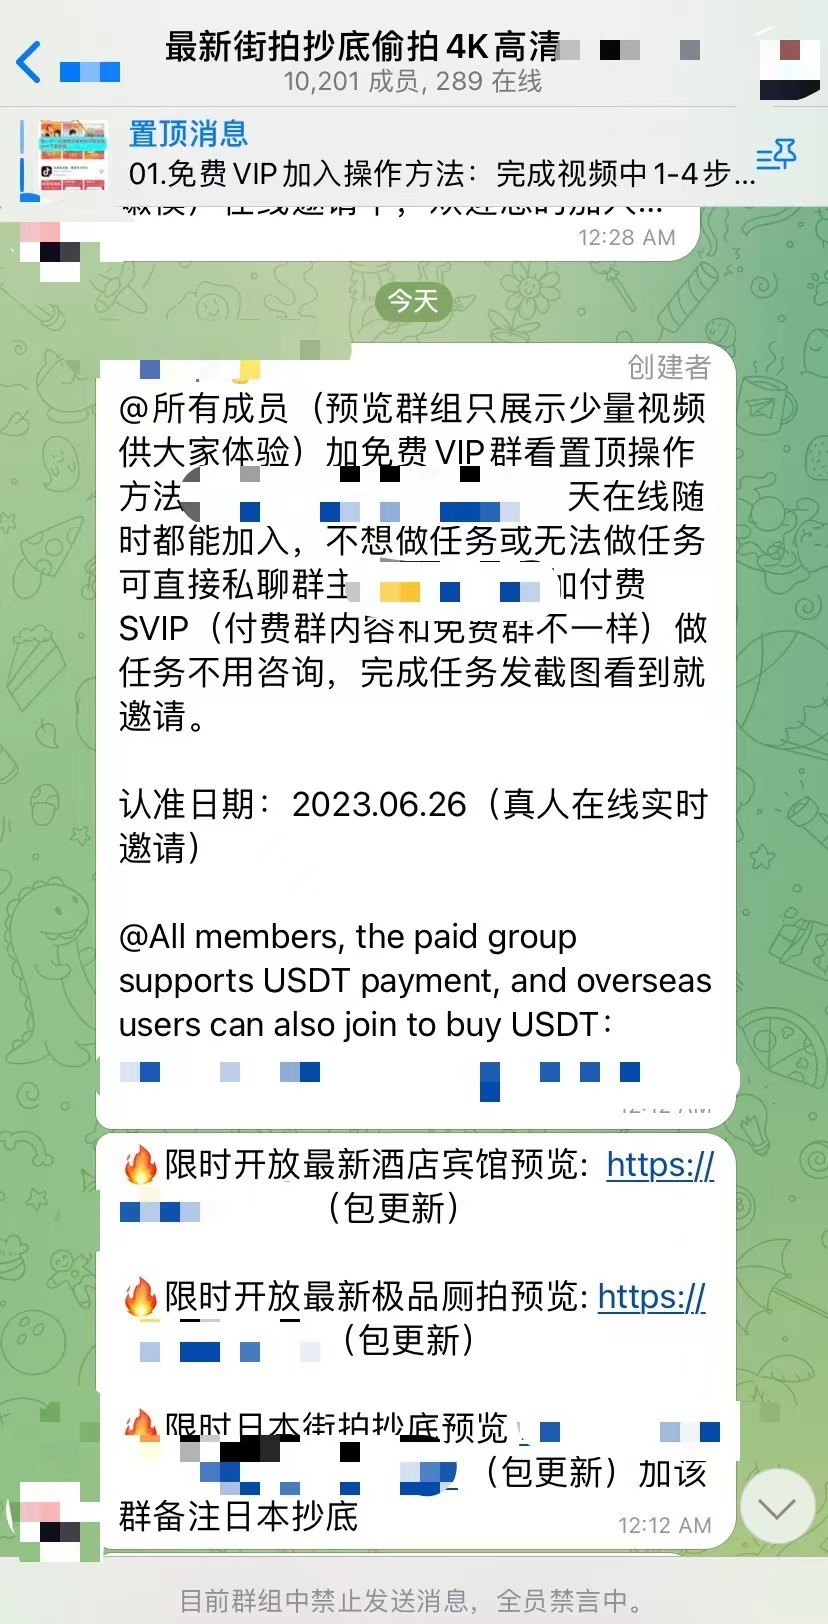 最新街拍抄底偷拍4K高清
10,201 成员, 289 在线
置顶消息
01.免费VIP加入操作方法：完成视频中1-4步...
12:28 AM
今天
创建者
@所有成员（预览群组只展示少量视频
供大家体验）加免费 VIP 群看置顶操作
方法 天在线随
时都能加入，不想做任务或无法做任务
可直接私聊群主 加付费
SVIP（付费群内容和免费群不一样）做
任务不用咨询，完成任务发截图看到就
邀请。
认准日期：2023.06.26（真人在线实时
邀请）
@All members, the paid group
supports USDT payment, and overseas
users can also join to buy USDT：
🔥限时开放最新酒店宾馆预览：https://
（包更新）
🔥限时开放最新极品厕拍预览: https://
（包更新）
🔥限时日本街拍抄底预览
（包更新）加该
群备注日本抄底
12:12 AM
目前群组中禁止发送消息，全员禁言中。